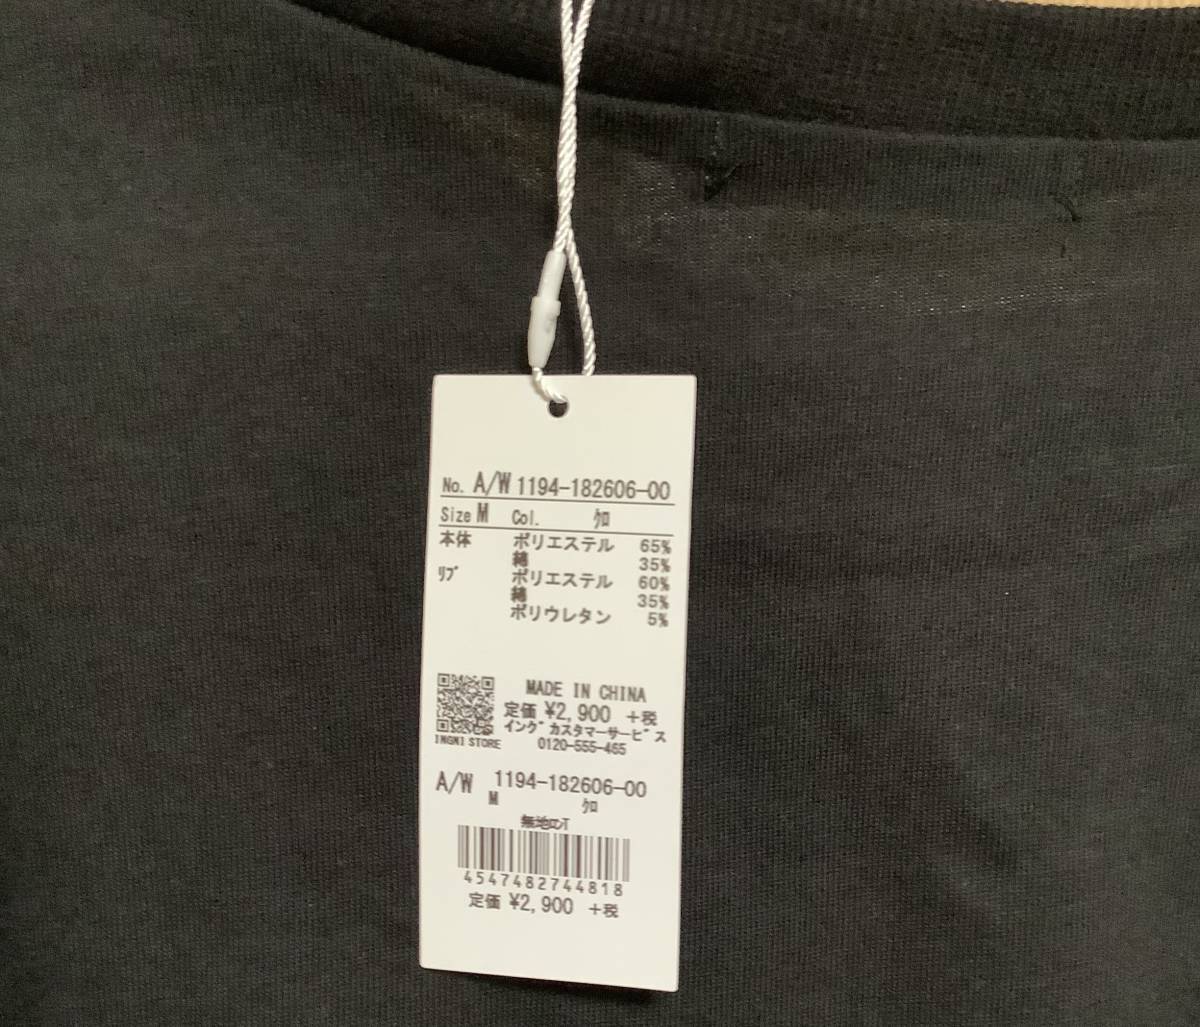 No. A/W 1194-182606-00
Size M Col. ｸﾛ
本体 ポリエステル 65%
綿 35%
ﾘﾌﾞ ポリエステル 60%
綿 35%
ポリウレタン 5%
MADE IN CHINA
定価 ¥2,900 +税
イングﾞカスタマーサービﾞス
INGNI STORE 0120-555-465
A/W 1194-182606-00
M ｸﾛ
無地ﾛﾝT
4547482744818
定価 ¥2,900 +税